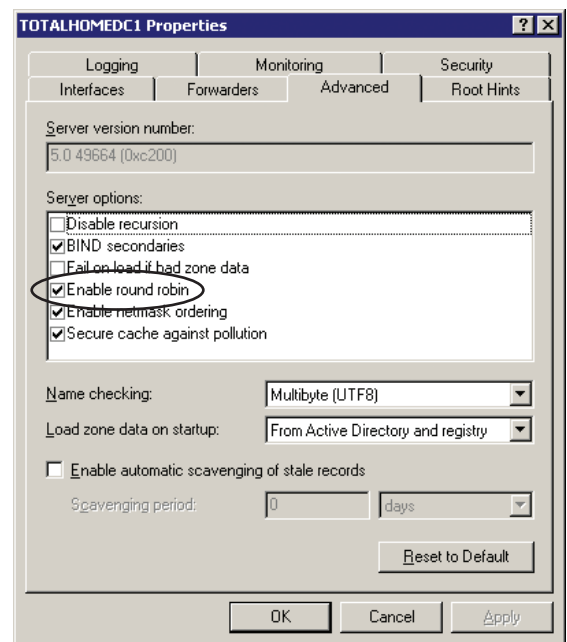 TOTALHOMEDC1 Properties
Logging Monitoring Security
Interfaces Forwarders Advanced Root Hints
Server version number:
5.0 49664 (0xc200)
Server options:
Disable recursion
BIND secondaries
Fail on load if bad zone data
Enable round robin
Enable netmask ordering
Secure cache against pollution
Name checking: Multibyte (UTF8)
Load zone data on startup: From Active Directory and registry
Enable automatic scavenging of stale records
Scavenging period: 0 days
Reset to Default
OK Cancel Apply